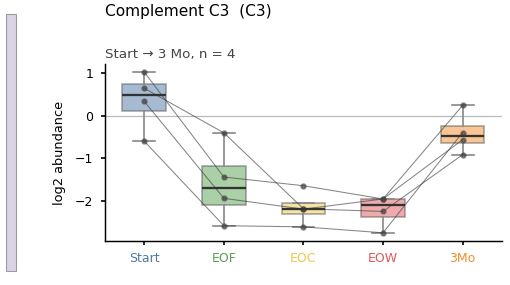 Complement C3  (C3)
Start → 3 Mo, n = 4
log2 abundance
1
0
−1
−2
Start EOF EOC EOW 3Mo